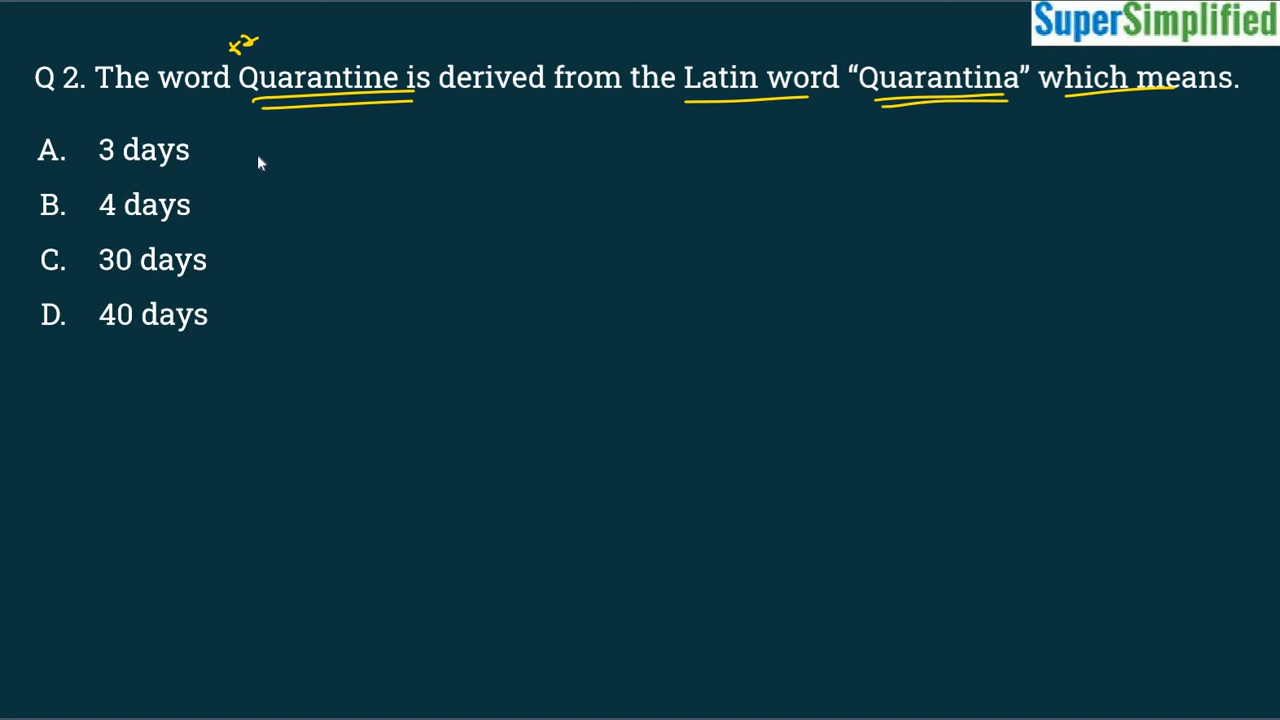 SuperSimplified
x²
Q 2. The word Quarantine is derived from the Latin word “Quarantina” which means.
A. 3 days
B. 4 days
C. 30 days
D. 40 days